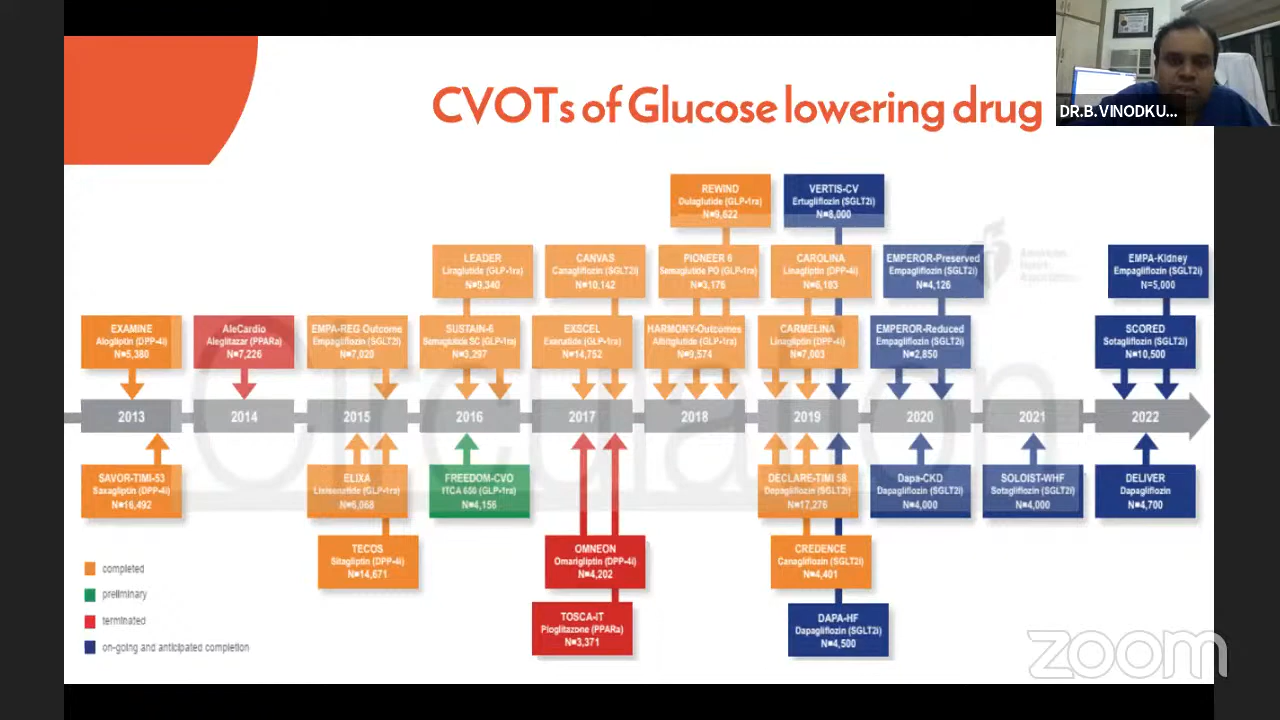 CVOTs of Glucose lowering drug
DR.B.VINODKU...
REWIND
Dulaglutide (GLP-1ra)
N=9,622
VERTIS-CV
Ertugliflozin (SGLT2i)
N=8,000
LEADER
Liraglutide (GLP-1ra)
N=9,340
CANVAS
Canagliflozin (SGLT2i)
N=10,142
PIONEER 6
Semaglutide PO (GLP-1ra)
N=3,176
CAROLINA
Linagliptin (DPP-4i)
N=6,103
EMPEROR-Preserved
Empagliflozin (SGLT2i)
N=4,126
EMPA-Kidney
Empagliflozin (SGLT2i)
N=5,000
American
Heart
Association
EXAMINE
Alogliptin (DPP-4i)
N=5,380
AleCardio
Aleglitazar (PPARa)
N=7,226
EMPA-REG Outcome
Empagliflozin (SGLT2i)
N=7,020
SUSTAIN-6
Semaglutide SC (GLP-1ra)
N=3,297
EXSCEL
Exenatide (GLP-1ra)
N=14,752
HARMONY-Outcomes
Albiglutide (GLP-1ra)
N=9,574
CARMELINA
Linagliptin (DPP-4i)
N=7,003
EMPEROR-Reduced
Empagliflozin (SGLT2i)
N=2,850
SCORED
Sotagliflozin (SGLT2i)
N=10,500
Circulation
2013
2014
2015
2016
2017
2018
2019
2020
2021
2022
SAVOR-TIMI-53
Saxagliptin (DPP-4i)
N=16,492
ELIXA
Lixisenatide (GLP-1ra)
N=6,068
FREEDOM-CVO
ITCA 650 (GLP-1ra)
N=4,156
DECLARE-TIMI 58
Dapagliflozin (SGLT2i)
N=17,276
Dapa-CKD
Dapagliflozin (SGLT2i)
N=4,000
SOLOIST-WHF
Sotagliflozin (SGLT2i)
N=4,000
DELIVER
Dapagliflozin
N=4,700
TECOS
Sitagliptin (DPP-4i)
N=14,671
OMNEON
Omarigliptin (DPP-4i)
N=4,202
CREDENCE
Canagliflozin (SGLT2i)
N=4,401
TOSCA-IT
Pioglitazone (PPARa)
N=3,371
DAPA-HF
Dapagliflozin (SGLT2i)
N=4,500
completed
preliminary
terminated
on-going and anticipated completion
zoom